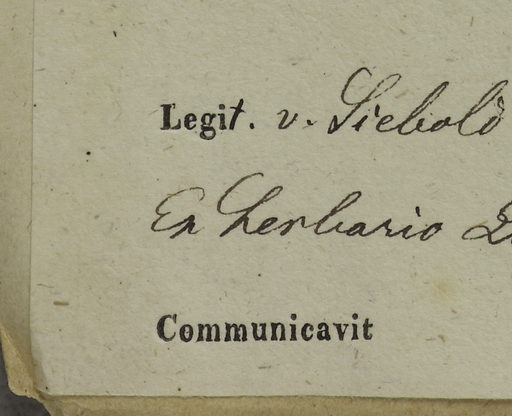 Legit. v. Siebold
Ex herbario
Communicavit